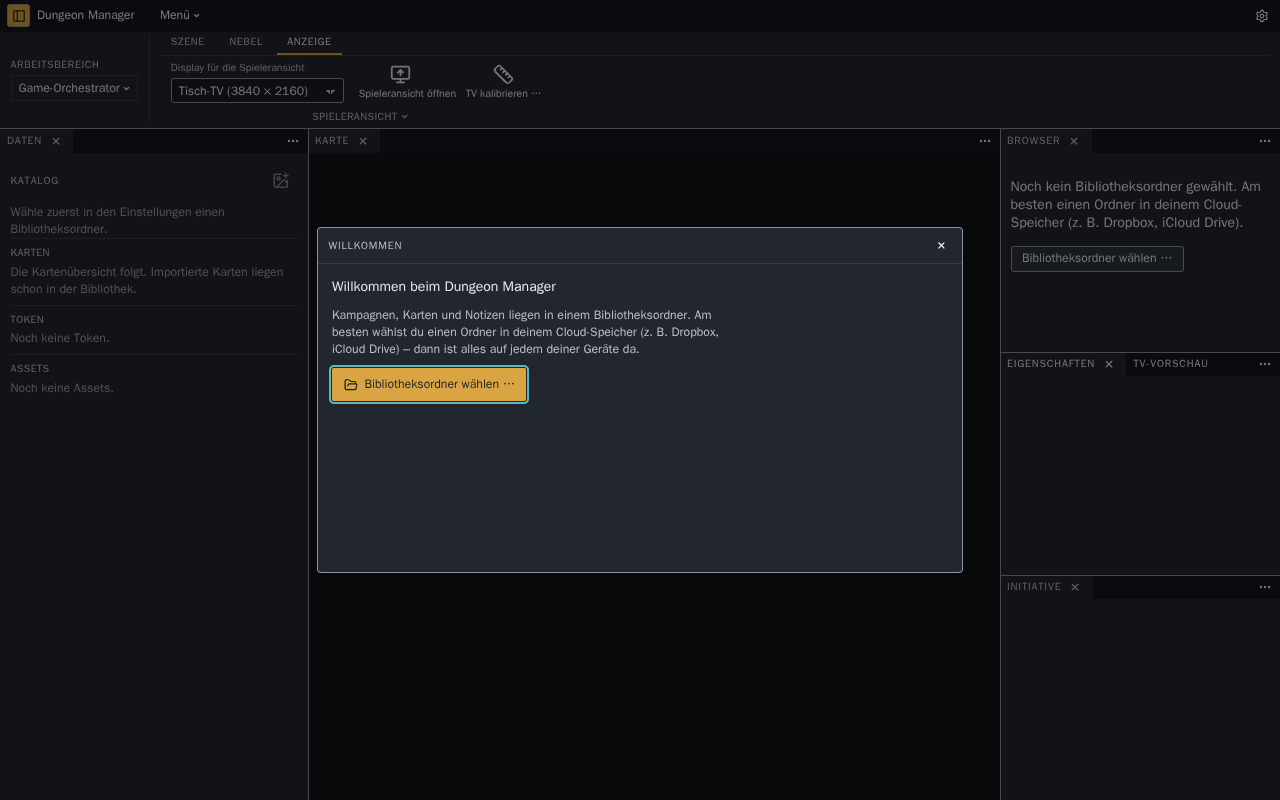 Dungeon Manager
Menü
SZENE
NEBEL
ANZEIGE
ARBEITSBEREICH
Game-Orchestrator
Display für die Spieleransicht
Tisch-TV (3840 × 2160)
Spieleransicht öffnen
TV kalibrieren ···
SPIELERANSICHT
DATEN
KATALOG
Wähle zuerst in den Einstellungen einen
Bibliotheksordner.
KARTEN
Die Kartenübersicht folgt. Importierte Karten liegen
schon in der Bibliothek.
TOKEN
Noch keine Token.
ASSETS
Noch keine Assets.
KARTE
WILLKOMMEN
Willkommen beim Dungeon Manager
Kampagnen, Karten und Notizen liegen in einem Bibliotheksordner. Am
besten wählst du einen Ordner in deinem Cloud-Speicher (z. B. Dropbox,
iCloud Drive) – dann ist alles auf jedem deiner Geräte da.
Bibliotheksordner wählen ···
BROWSER
Noch kein Bibliotheksordner gewählt. Am
besten einen Ordner in deinem Cloud-
Speicher (z. B. Dropbox, iCloud Drive).
Bibliotheksordner wählen ···
EIGENSCHAFTEN
TV-VORSCHAU
INITIATIVE